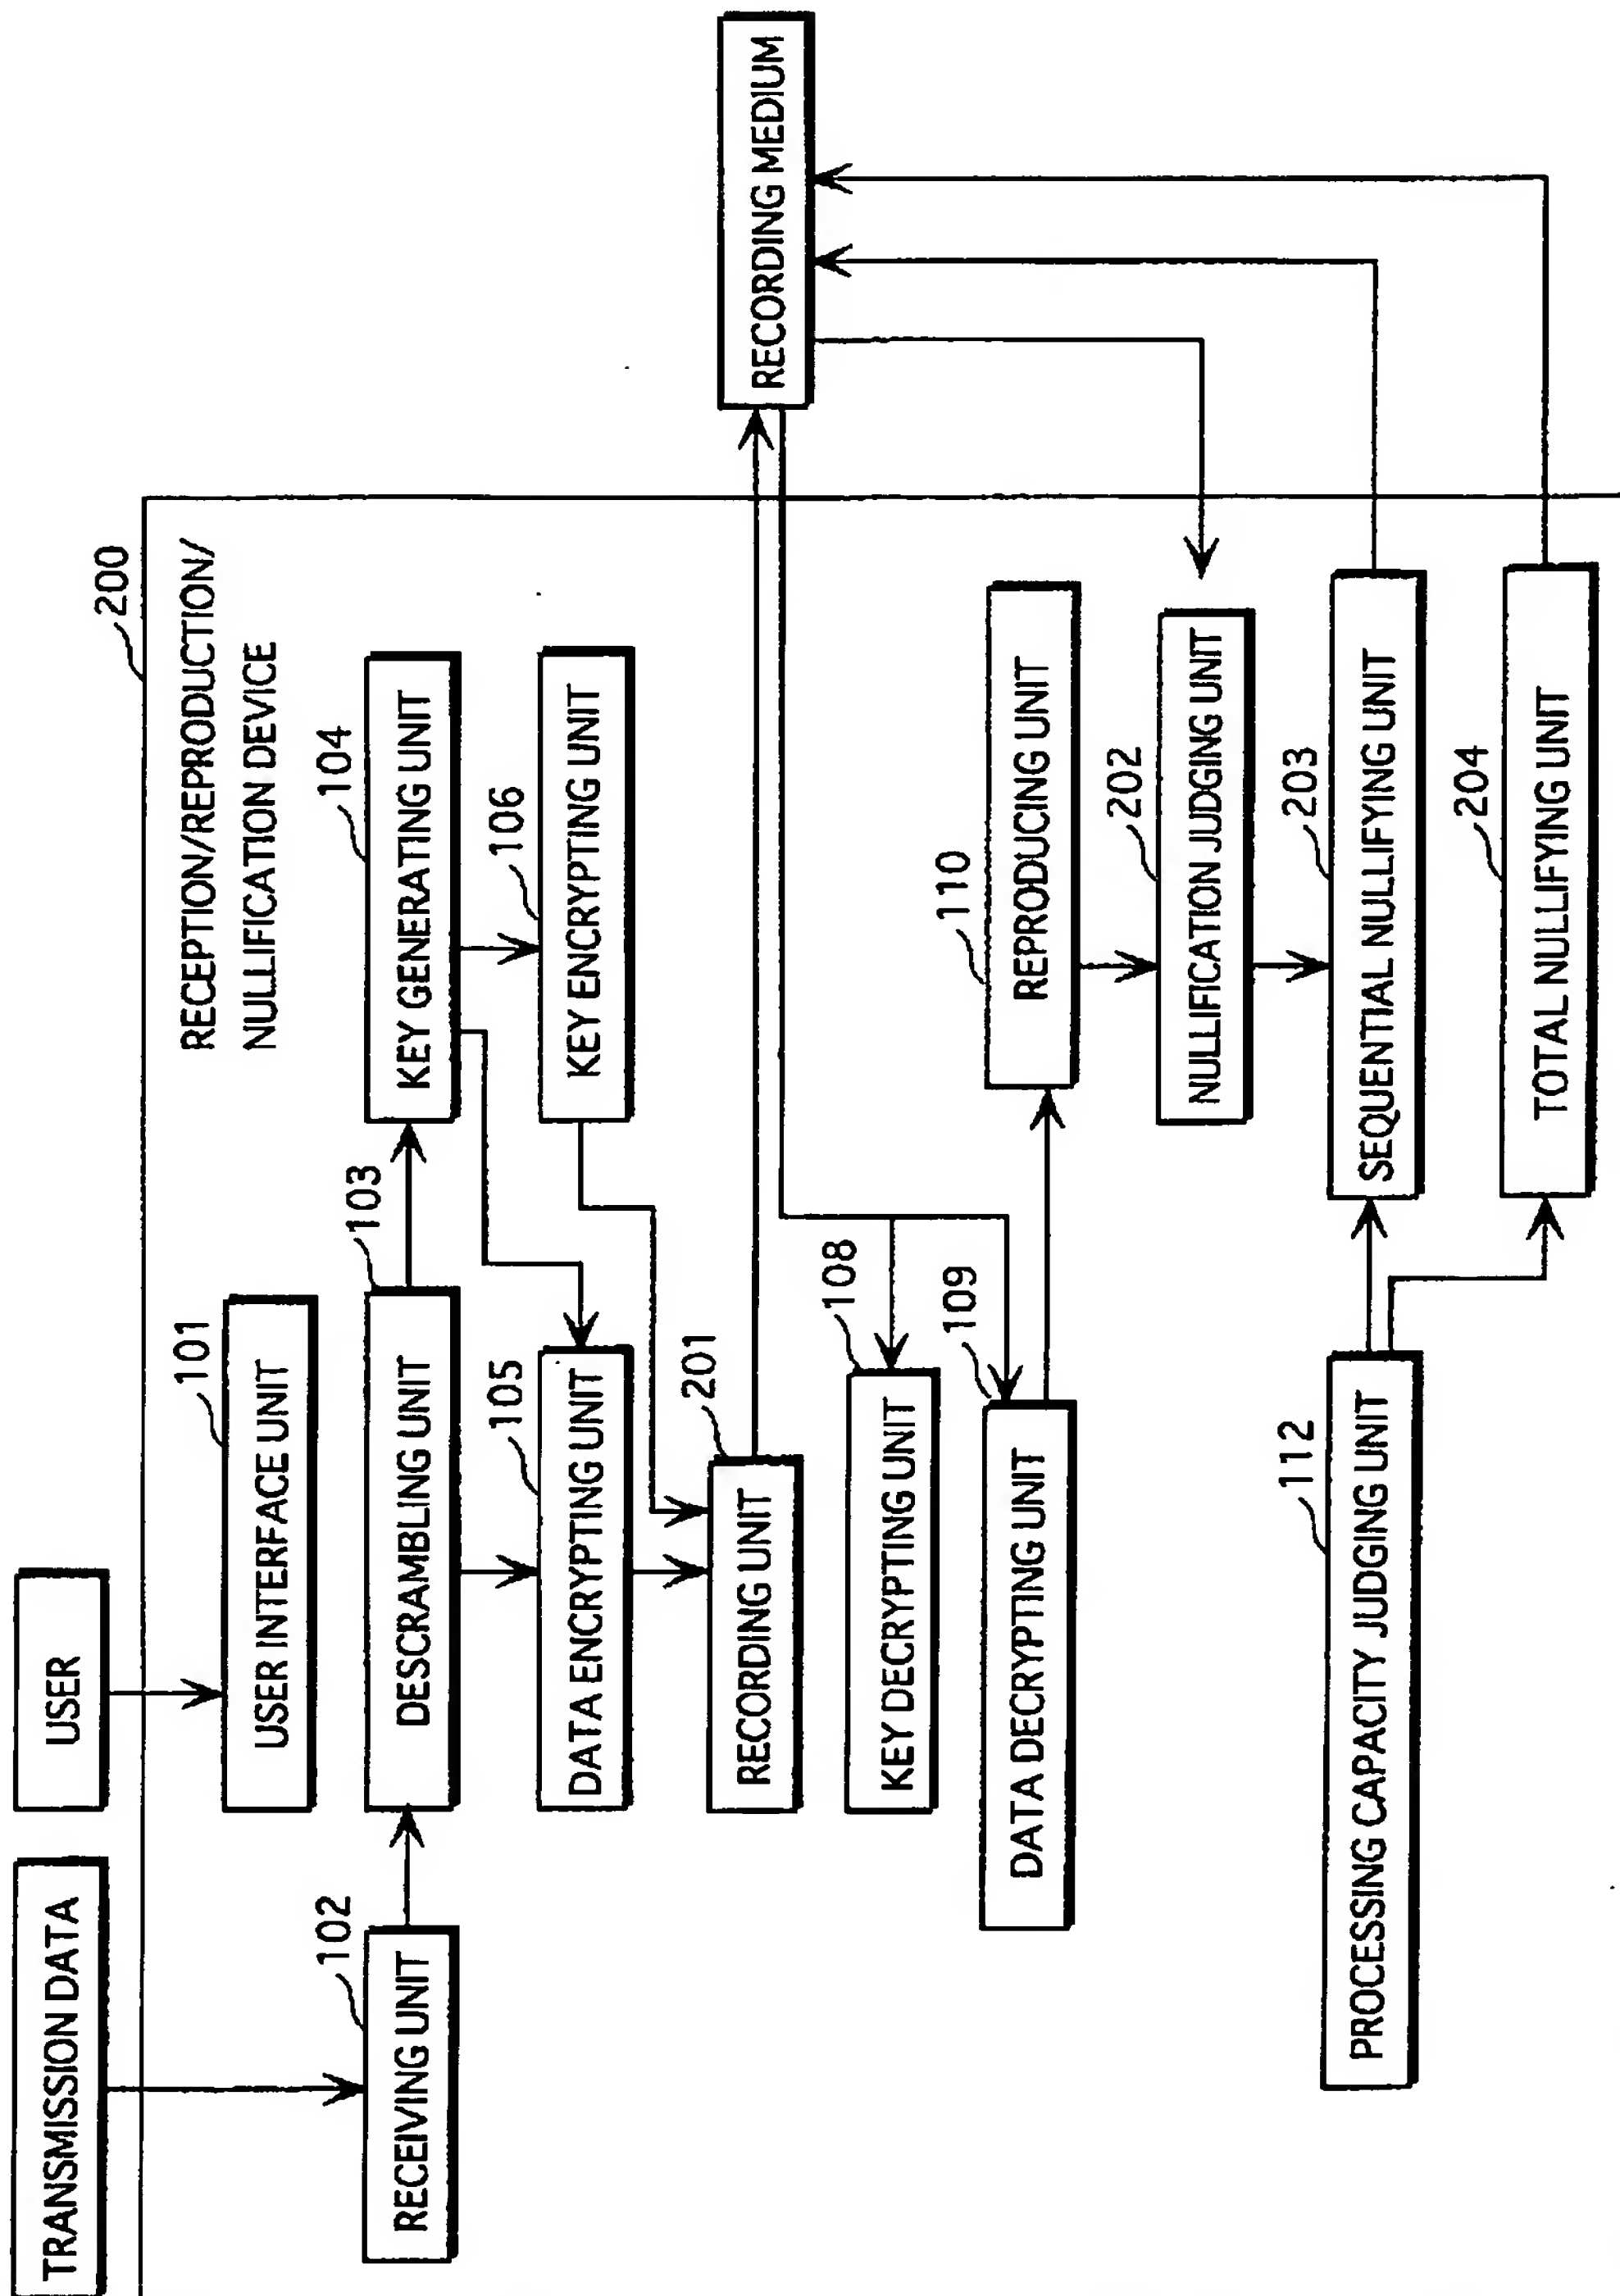 TRANSMISSION DATA
USER
200
RECEPTION/REPRODUCTION/
NULLIFICATION DEVICE
101
USER INTERFACE UNIT
102
RECEIVING UNIT
103
DESCRAMBLING UNIT
104
KEY GENERATING UNIT
105
DATA ENCRYPTING UNIT
106
KEY ENCRYPTING UNIT
201
RECORDING UNIT
RECORDING MEDIUM
108
KEY DECRYPTING UNIT
109
DATA DECRYPTING UNIT
110
REPRODUCING UNIT
202
NULLIFICATION JUDGING UNIT
112
PROCESSING CAPACITY JUDGING UNIT
203
SEQUENTIAL NULLIFYING UNIT
204
TOTAL NULLIFYING UNIT